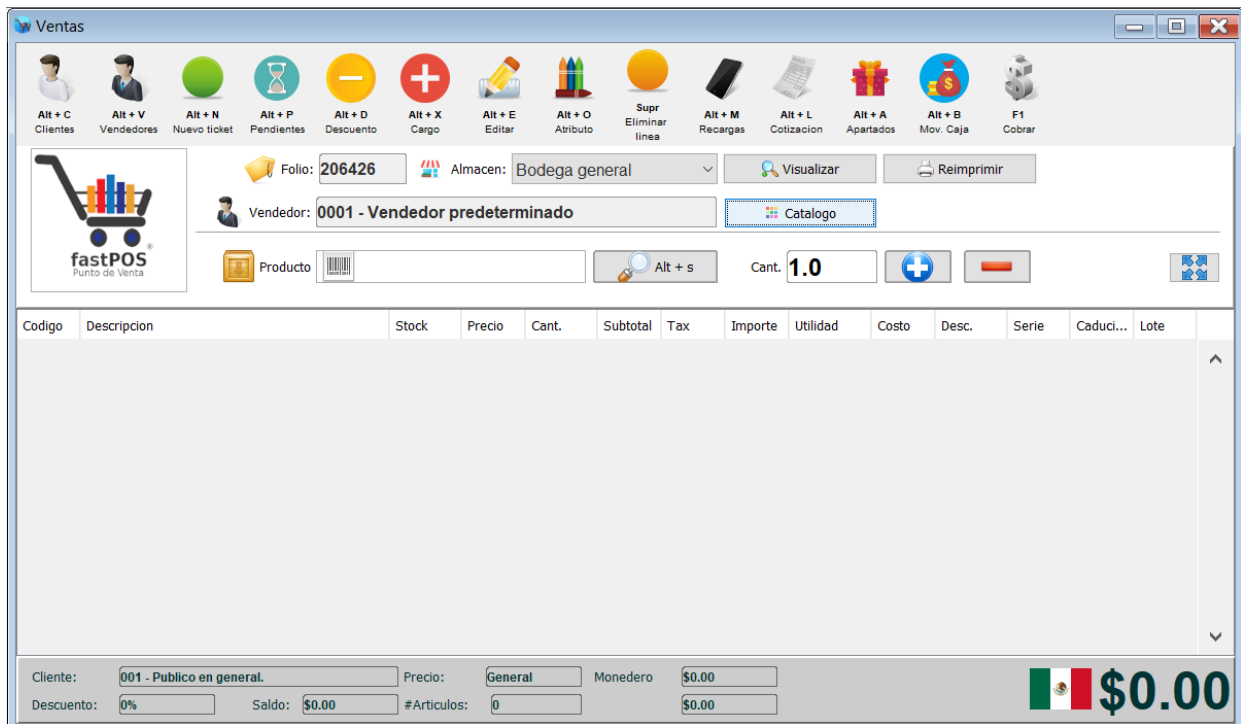 Ventas
Alt + C Alt + V Alt + N Alt + P Alt + D Alt + X Alt + E Alt + O Supr Alt + M Alt + L Alt + A Alt + B F1
Clientes Vendedores Nuevo ticket Pendientes Descuento Cargo Editar Atributo Eliminar linea Recargas Cotizacion Apartados Mov. Caja Cobrar
fastPOS®
Punto de Venta
Folio: 206426 Almacen: Bodega general Visualizar Reimprimir
Vendedor: 0001 - Vendedor predeterminado Catalogo
Producto Alt + s Cant. 1.0
Codigo Descripcion Stock Precio Cant. Subtotal Tax Importe Utilidad Costo Desc. Serie Caduci... Lote
Cliente: 001 - Publico en general. Precio: General Monedero $0.00
Descuento: 0% Saldo: $0.00 #Articulos: 0 $0.00
$0.00